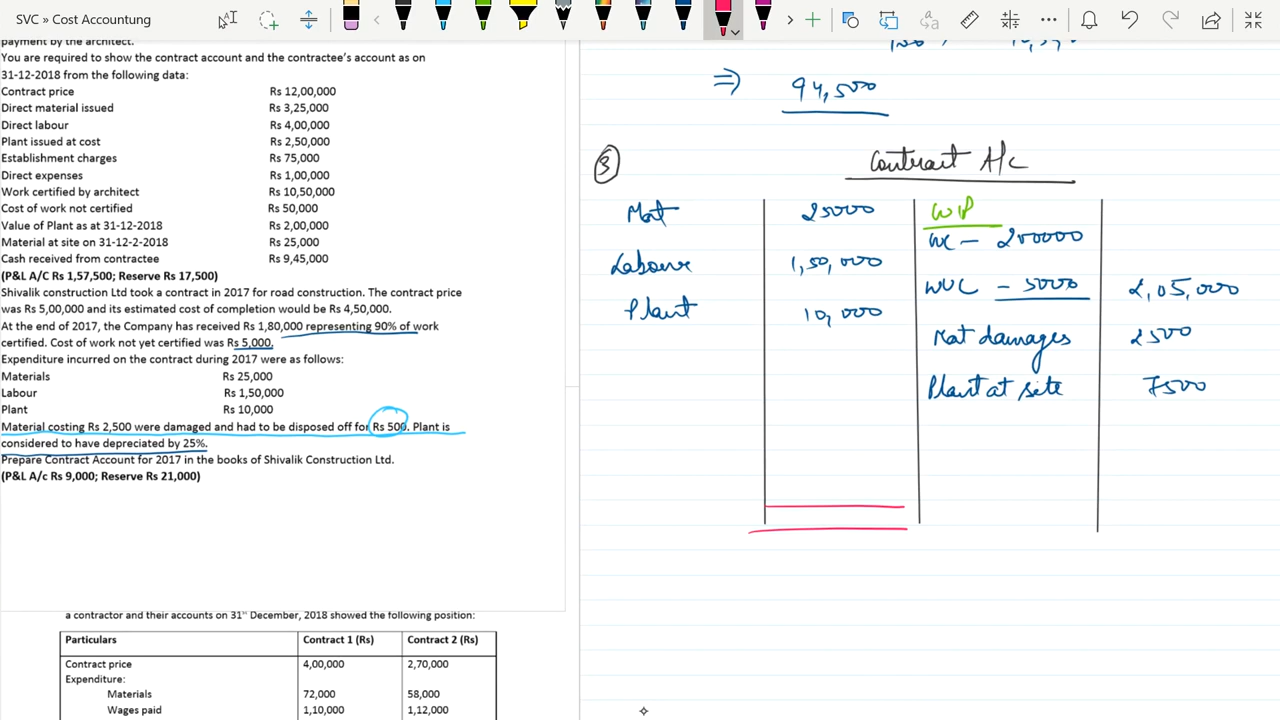 SVC » Cost Accountung
payment by the architect.
You are required to show the contract account and the contractee's account as on
31-12-2018 from the following data:
Contract price Rs 12,00,000
Direct material issued Rs 3,25,000
Direct labour Rs 4,00,000
Plant issued at cost Rs 2,50,000
Establishment charges Rs 75,000
Direct expenses Rs 1,00,000
Work certified by architect Rs 10,50,000
Cost of work not certified Rs 50,000
Value of Plant as at 31-12-2018 Rs 2,00,000
Material at site on 31-12-2-2018 Rs 25,000
Cash received from contractee Rs 9,45,000
(P&L A/C Rs 1,57,500; Reserve Rs 17,500)
Shivalik construction Ltd took a contract in 2017 for road construction. The contract price
was Rs 5,00,000 and its estimated cost of completion would be Rs 4,50,000.
At the end of 2017, the Company has received Rs 1,80,000 representing 90% of work
certified. Cost of work not yet certified was Rs 5,000.
Expenditure incurred on the contract during 2017 were as follows:
Materials Rs 25,000
Labour Rs 1,50,000
Plant Rs 10,000
Material costing Rs 2,500 were damaged and had to be disposed off for Rs 500. Plant is
considered to have depreciated by 25%.
Prepare Contract Account for 2017 in the books of Shivalik Construction Ltd.
(P&L A/c Rs 9,000; Reserve Rs 21,000)
a contractor and their accounts on 31st December, 2018 showed the following position:
Particulars Contract 1 (Rs) Contract 2 (Rs)
Contract price 4,00,000 2,70,000
Expenditure:
Materials 72,000 58,000
Wages paid 1,10,000 1,12,000
⇒ 94,500
3 Contract A/c
Mat 25000 WIP
WC - 200000
Labour 1,50,000
WUC - 5000 2,05,000
Plant 10,000
Mat damages 2500
Plant at site 7500